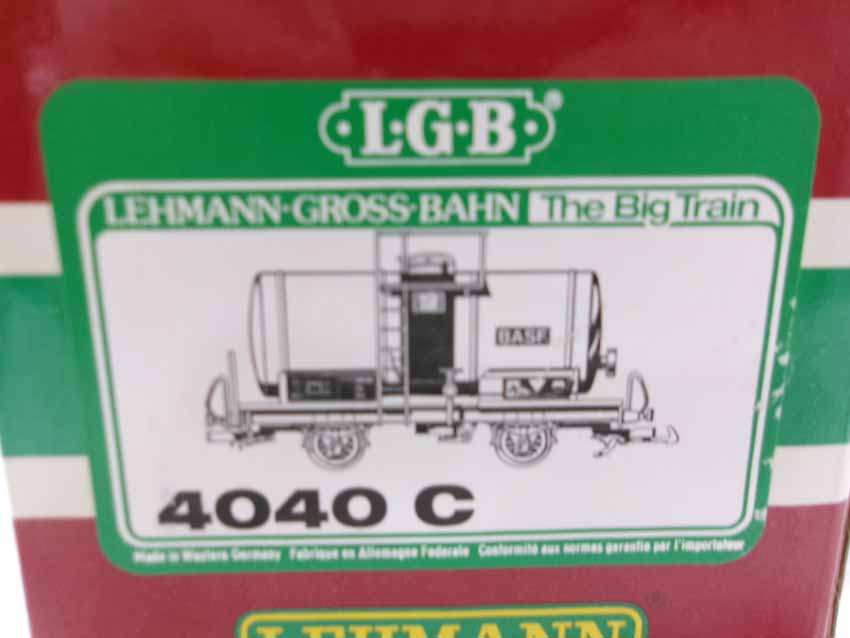 L·G·B®
LEHMANN·GROSS·BAHN The Big Train
BASF
4040 C
Made in Western Germany Fabrique en Allemagne Federale Conformité aux normes garantie par l'importateur
®
LEHMANN